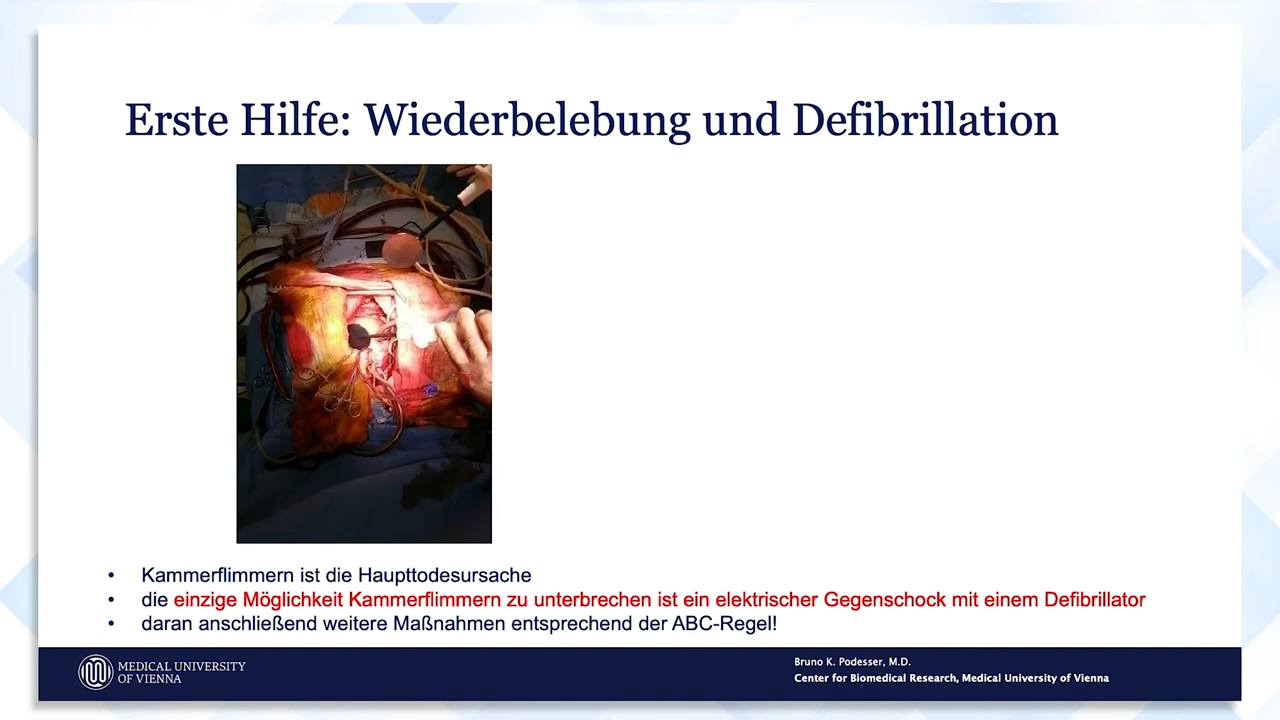 Erste Hilfe: Wiederbelebung und Defibrillation
• Kammerflimmern ist die Haupttodesursache
• die einzige Möglichkeit Kammerflimmern zu unterbrechen ist ein elektrischer Gegenschock mit einem Defibrillator
• daran anschließend weitere Maßnahmen entsprechend der ABC-Regel!
MEDICAL UNIVERSITY
OF VIENNA
Bruno K. Podesser, M.D.
Center for Biomedical Research, Medical University of Vienna